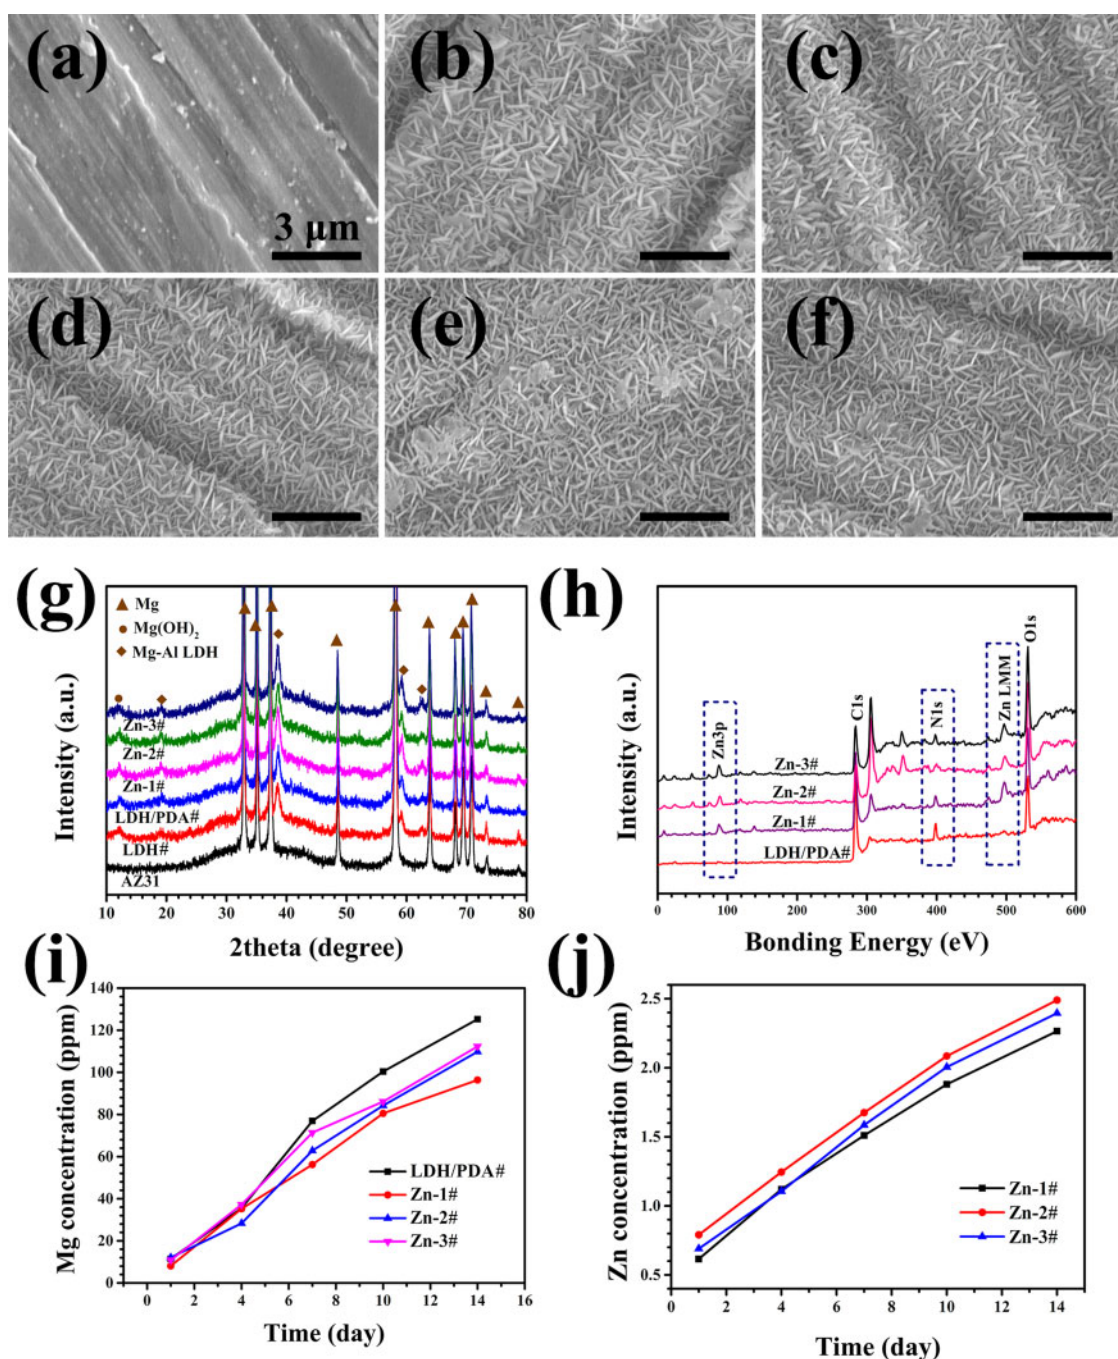 (a)
(b)
(c)
3 μm
(d)
(e)
(f)
(g)
Mg
Mg(OH)2
Mg-Al LDH
Zn-3#
Zn-2#
Zn-1#
LDH/PDA#
LDH#
AZ31
Intensity (a.u.)
10 20 30 40 50 60 70 80
2theta (degree)
(h)
Zn3p
C1s
N1s
Zn LMM
O1s
Zn-3#
Zn-2#
Zn-1#
LDH/PDA#
Intensity (a.u.)
0 100 200 300 400 500 600
Bonding Energy (eV)
(i)
140
120
100
80
60
40
20
0
Mg concentration (ppm)
LDH/PDA#
Zn-1#
Zn-2#
Zn-3#
0 2 4 6 8 10 12 14 16
Time (day)
(j)
2.5
2.0
1.5
1.0
0.5
Zn concentration (ppm)
Zn-1#
Zn-2#
Zn-3#
0 2 4 6 8 10 12 14
Time (day)